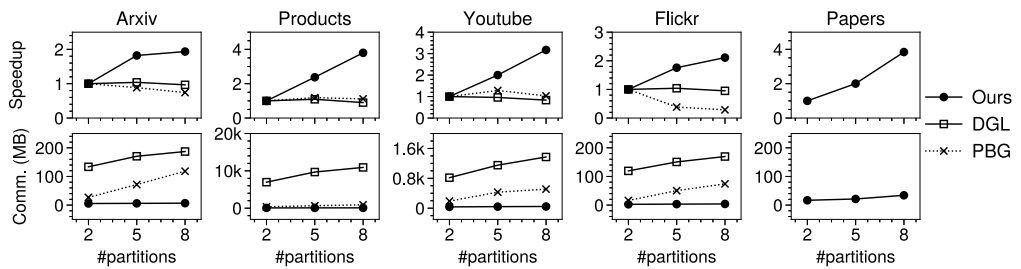 Arxiv Products Youtube Flickr Papers
Speedup
2
1
0
4
2
0
4
3
2
1
0
3
2
1
0
4
2
0
Ours
DGL
PBG
Comm. (MB)
200
100
0
20k
10k
0
1.6k
0.8k
0
200
100
0
200
100
0
2 5 8 2 5 8 2 5 8 2 5 8 2 5 8
#partitions #partitions #partitions #partitions #partitions